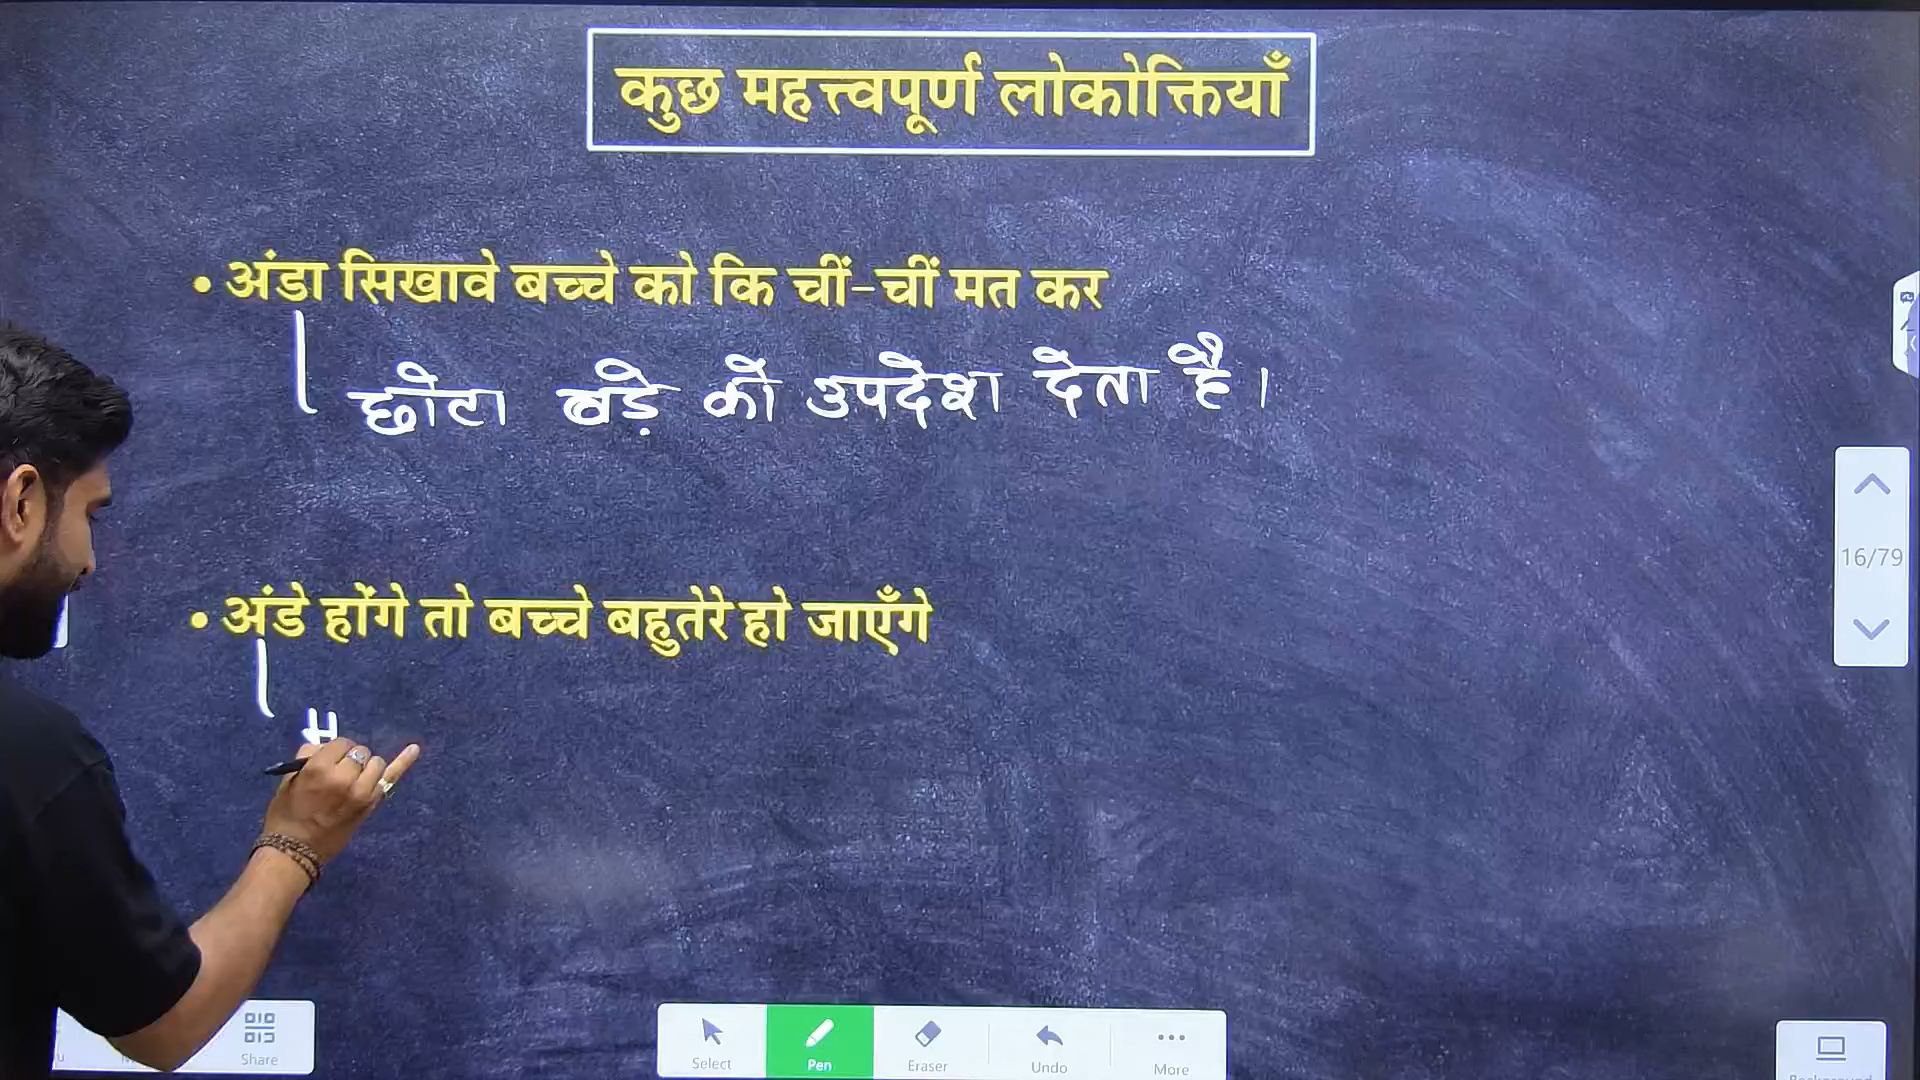 कुछ महत्त्वपूर्ण लोकोक्तियाँ
• अंडा सिखावे बच्चे को कि चीं-चीं मत कर
छोटा बड़े को उपदेश देता है।
16/79
• अंडे होंगे तो बच्चे बहुतेरे हो जाएँगे
Share
Select
Pen
Eraser
Undo
More